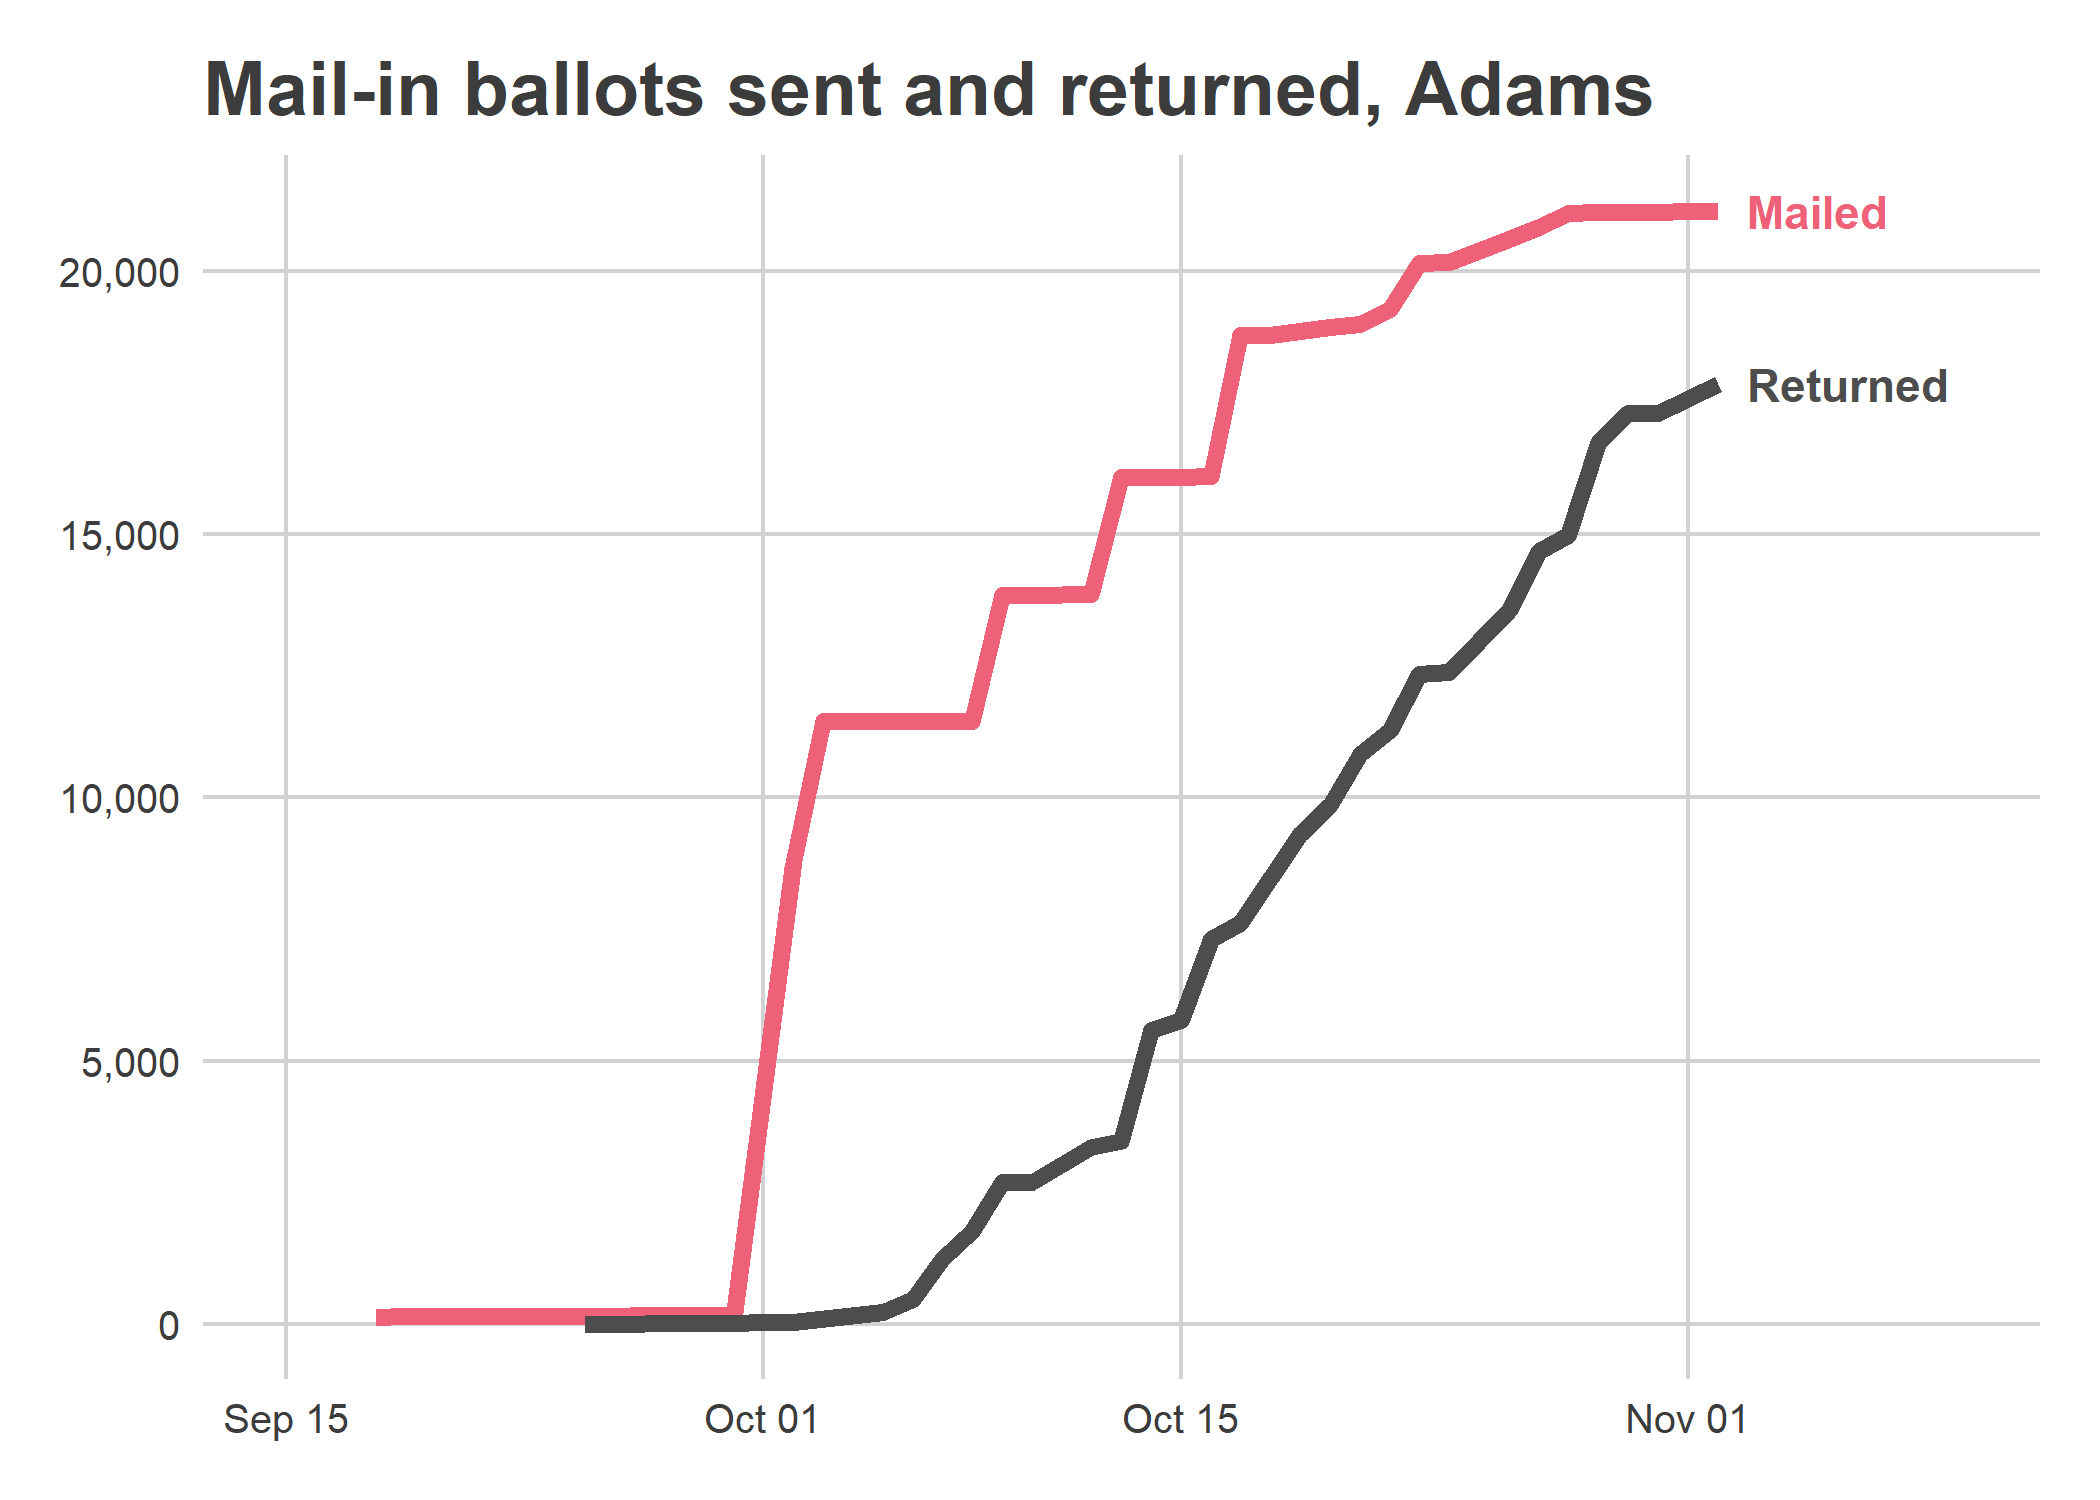 Mail-in ballots sent and returned, Adams
Mailed
20,000
Returned
15,000
10,000
5,000
0
Sep 15
Oct 01
Oct 15
Nov 01